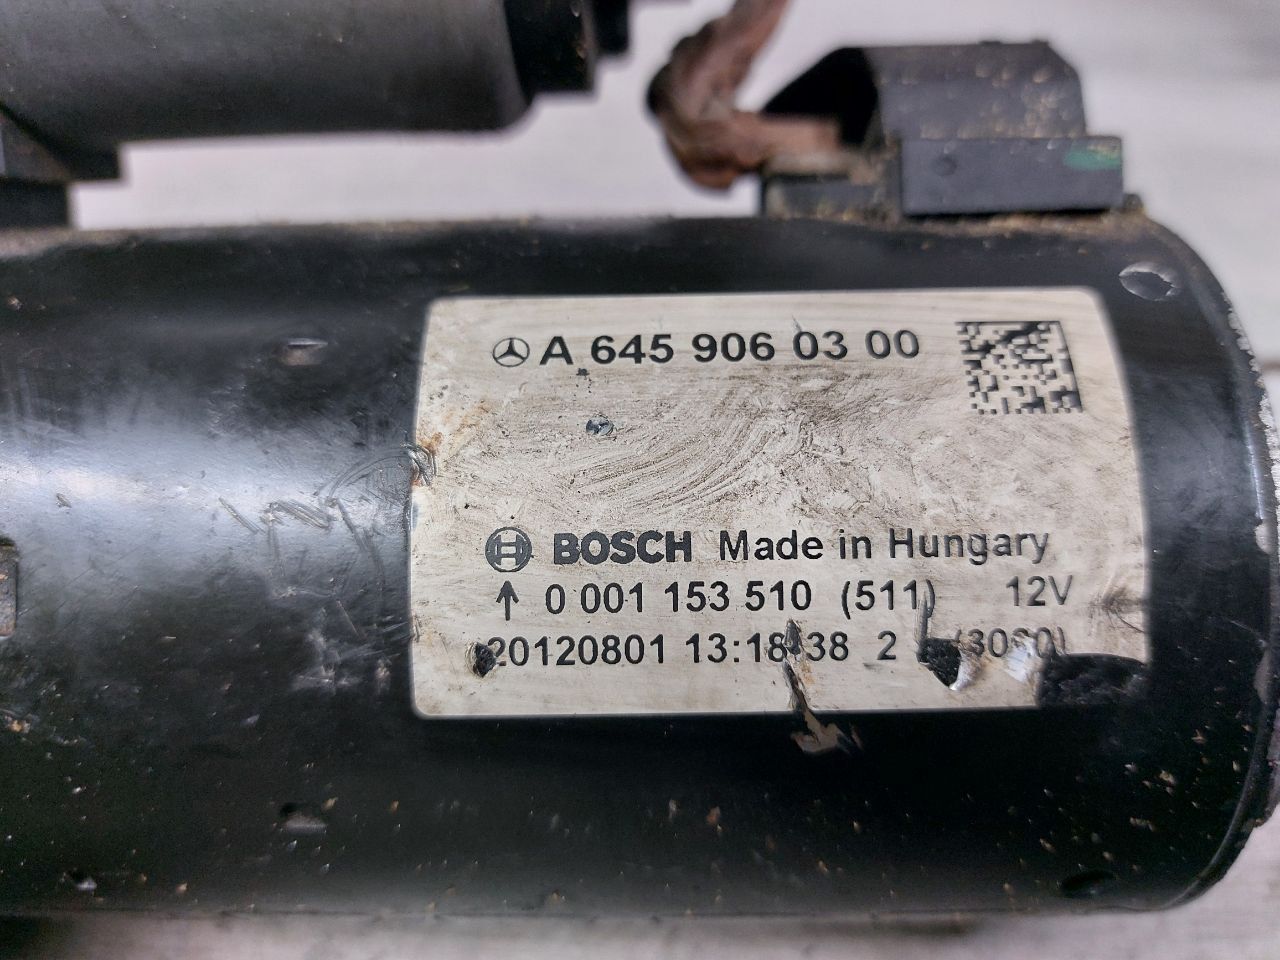 A 645 906 03 00
BOSCH Made in Hungary
↑ 0 001 153 510 (511) 12V
20120801 13:18:38 2